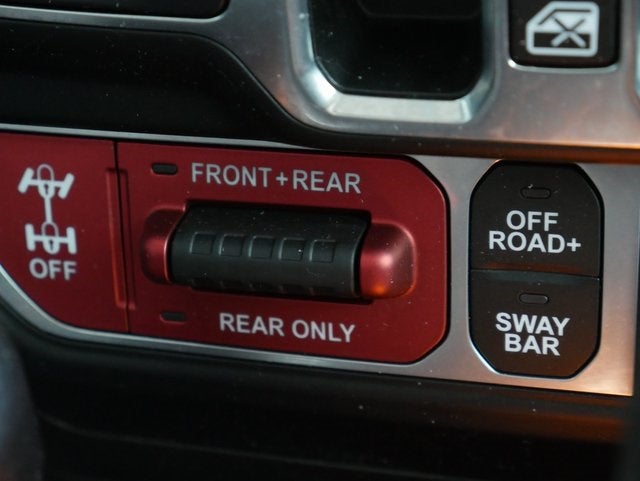 FRONT+REAR
OFF
REAR ONLY
OFF
ROAD+
SWAY
BAR